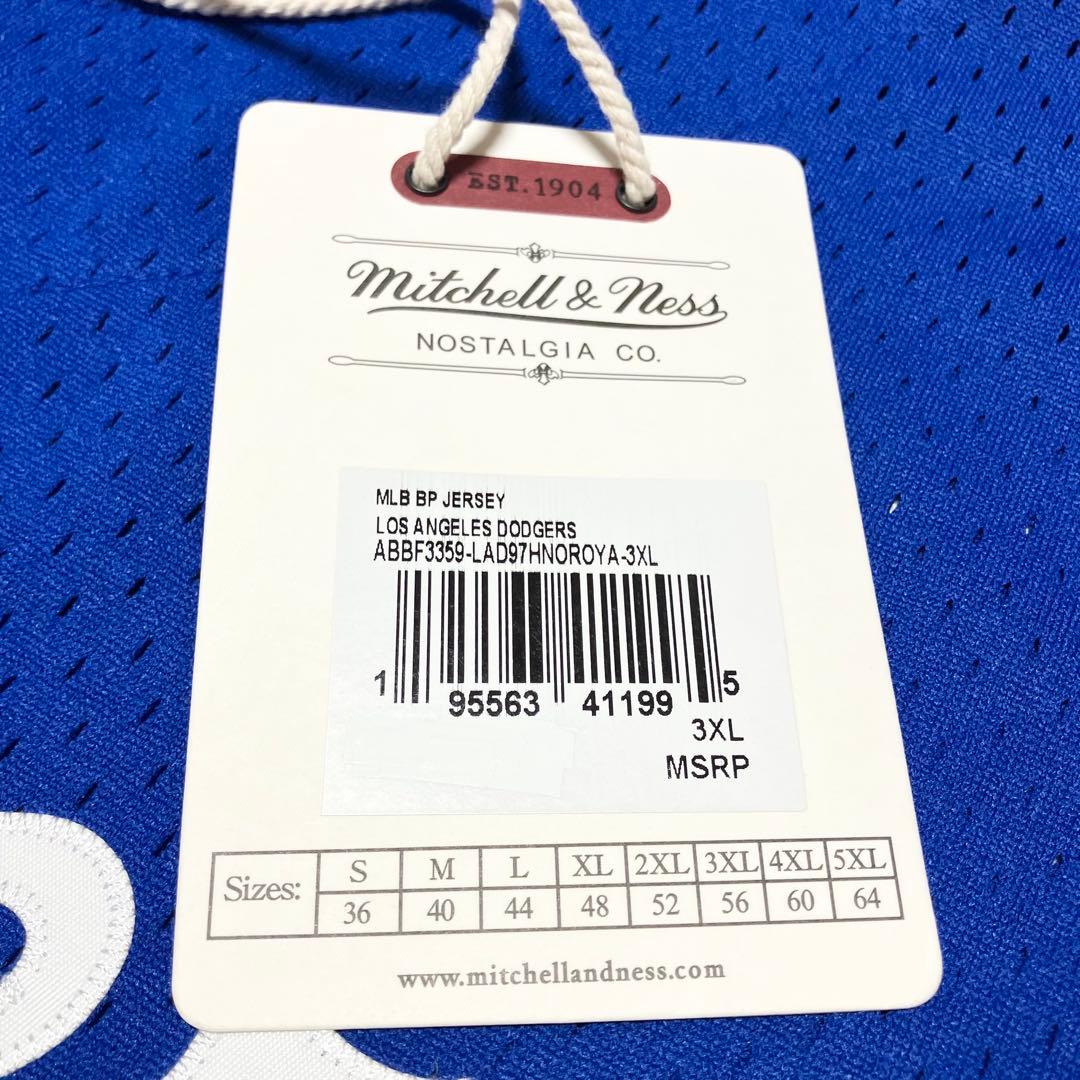 EST.1904
Mitchell & Ness
NOSTALGIA CO.
MLB BP JERSEY
LOS ANGELES DODGERS
ABBF3359-LAD97HNOROYA-3XL
1 95563 41199 5
3XL
MSRP
Sizes: S M L XL 2XL 3XL 4XL 5XL
36 40 44 48 52 56 60 64
www.mitchellandness.com